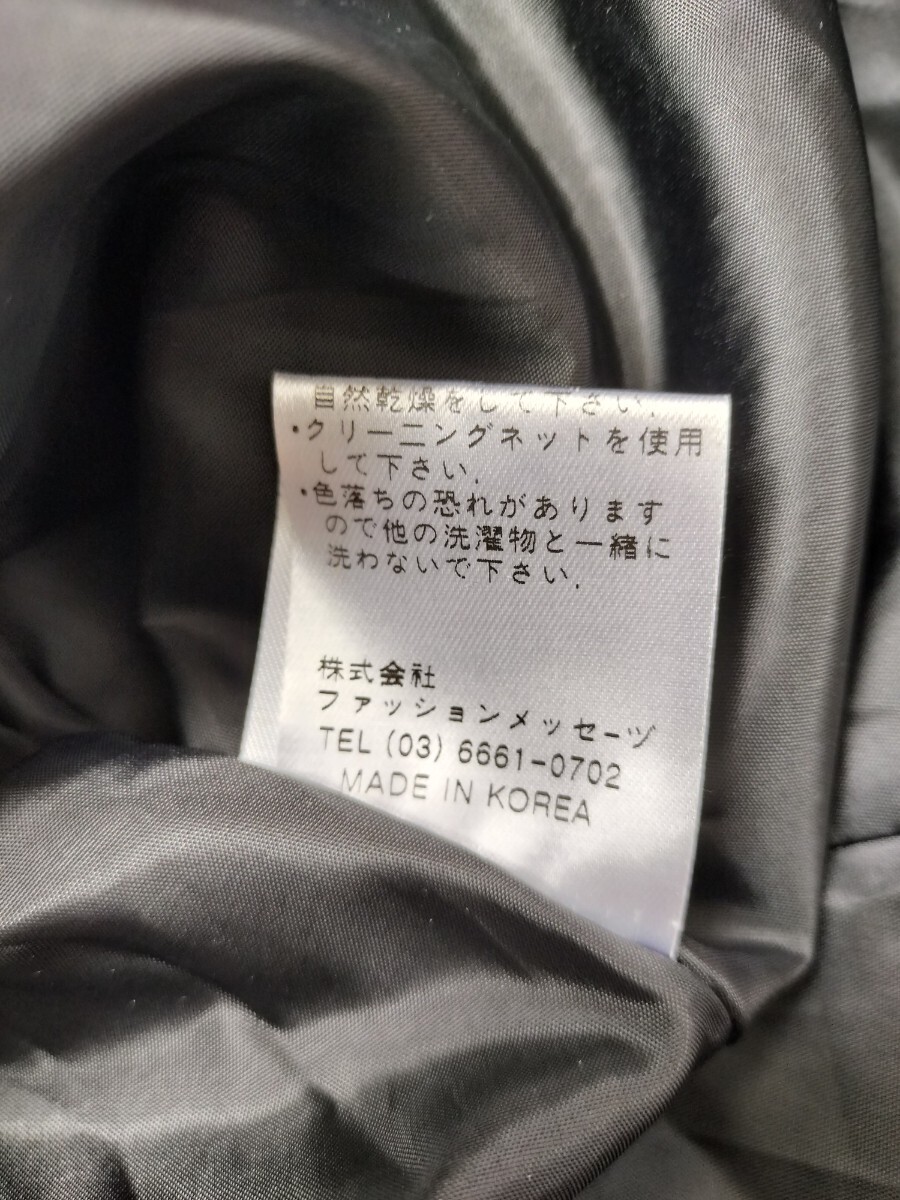 自然乾燥をして下さい.
・クリーニングネットを使用
して下さい.
・色落ちの恐れがあります
ので他の洗濯物と一緒に
洗わないで下さい.
株式会社
ファッションメッセージ
TEL (03) 6661-0702
MADE IN KOREA